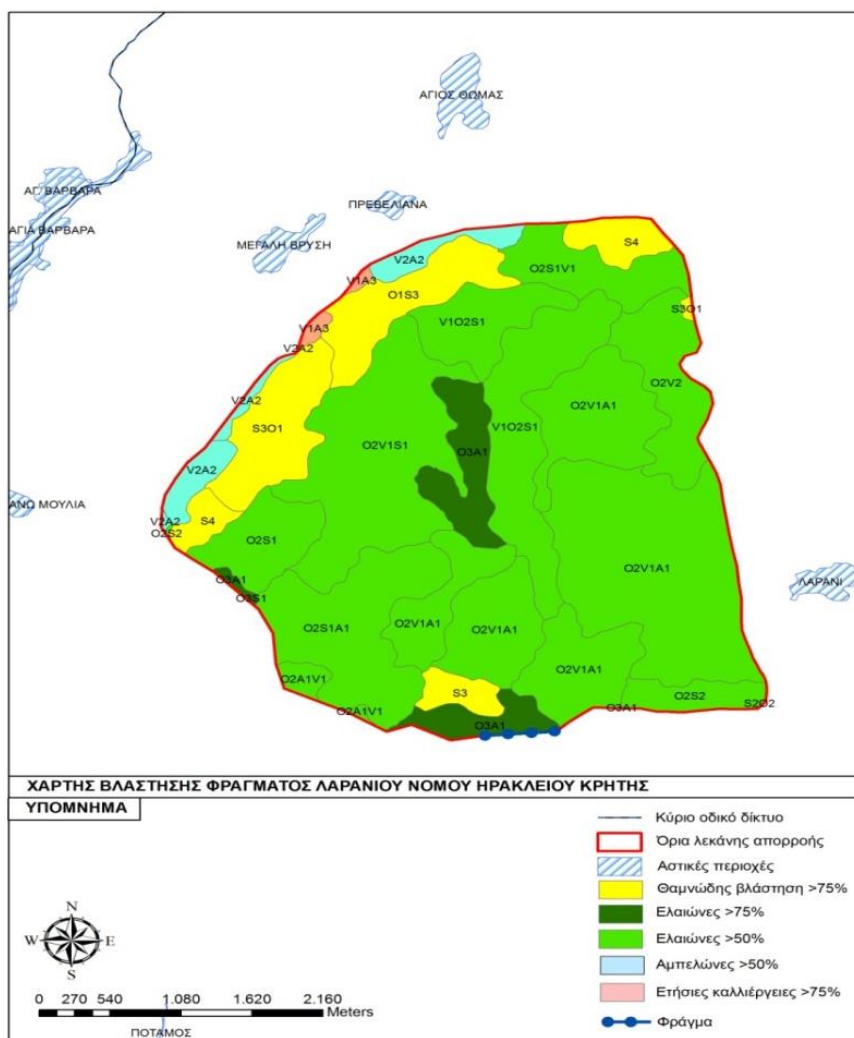 ΑΓΙΟΣ ΘΩΜΑΣ
ΑΓ. ΒΑΡΒΑΡΑ
ΠΡΕΒΕΛΙΑΝΑ
ΑΓΙΑ ΒΑΡΒΑΡΑ
ΜΕΓΑΛΗ ΒΡΥΣΗ
S4
V2A2
O2S1V1
V1A3
O1S3
S3O1
V1O2S1
V1A3
V2A2
O2V2
V2A2
O2V1A1
S3O1
V1O2S1
O2V1S1
O3A1
V2A2
ΑΝΩ ΜΟΥΛΙΑ
V2A2
S4
O2S2
O2S1
O2V1A1
O3A1
ΛΑΡΑΝΙ
O3S1
O2V1A1
O2S1A1
O2V1A1
O2V1A1
O2A1V1
S3
O2S2
S2O2
O2A1V1
O3A1
O3A1
ΧΑΡΤΗΣ ΒΛΑΣΤΗΣΗΣ ΦΡΑΓΜΑΤΟΣ ΛΑΡΑΝΙΟΥ ΝΟΜΟΥ ΗΡΑΚΛΕΙΟΥ ΚΡΗΤΗΣ
ΥΠΟΜΝΗΜΑ
Κύριο οδικό δίκτυο
Όρια λεκάνης απορροής
Αστικές περιοχές
Θαμνώδης βλάστηση >75%
Ελαιώνες >75%
Ελαιώνες >50%
Αμπελώνες >50%
Ετήσιες καλλιέργειες >75%
Φράγμα
N
W E
S
0 270 540 1.080 1.620 2.160
Meters
ΠΟΤΑΜΟΣ